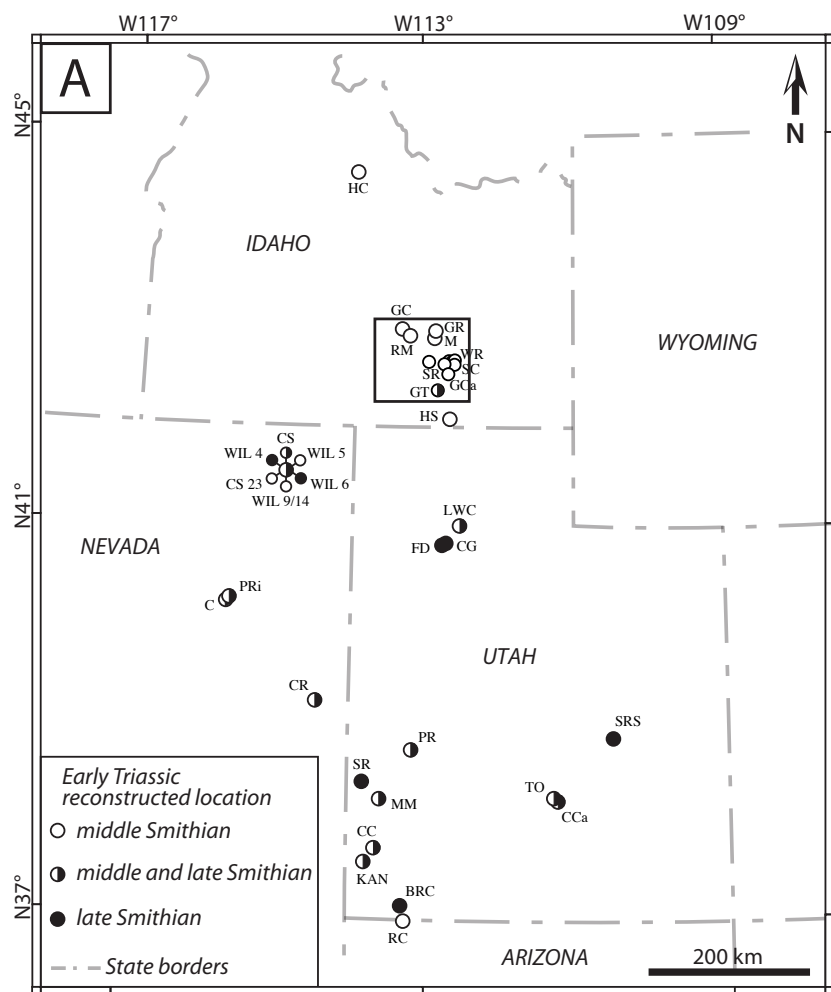 W117° W113° W109°
A
N
N45°
HC
IDAHO
GC
GR
RM
M
WYOMING
WR
SR
SC
GCa
GT
HS
CS
WIL 4
WIL 5
CS 23
WIL 6
WIL 9/14
N41°
LWC
NEVADA
FD
CG
PRi
C
UTAH
CR
SRS
PR
SR
TO
MM
CCa
CC
KAN
BRC
N37°
RC
ARIZONA
200 km
Early Triassic
reconstructed location
middle Smithian
middle and late Smithian
late Smithian
State borders